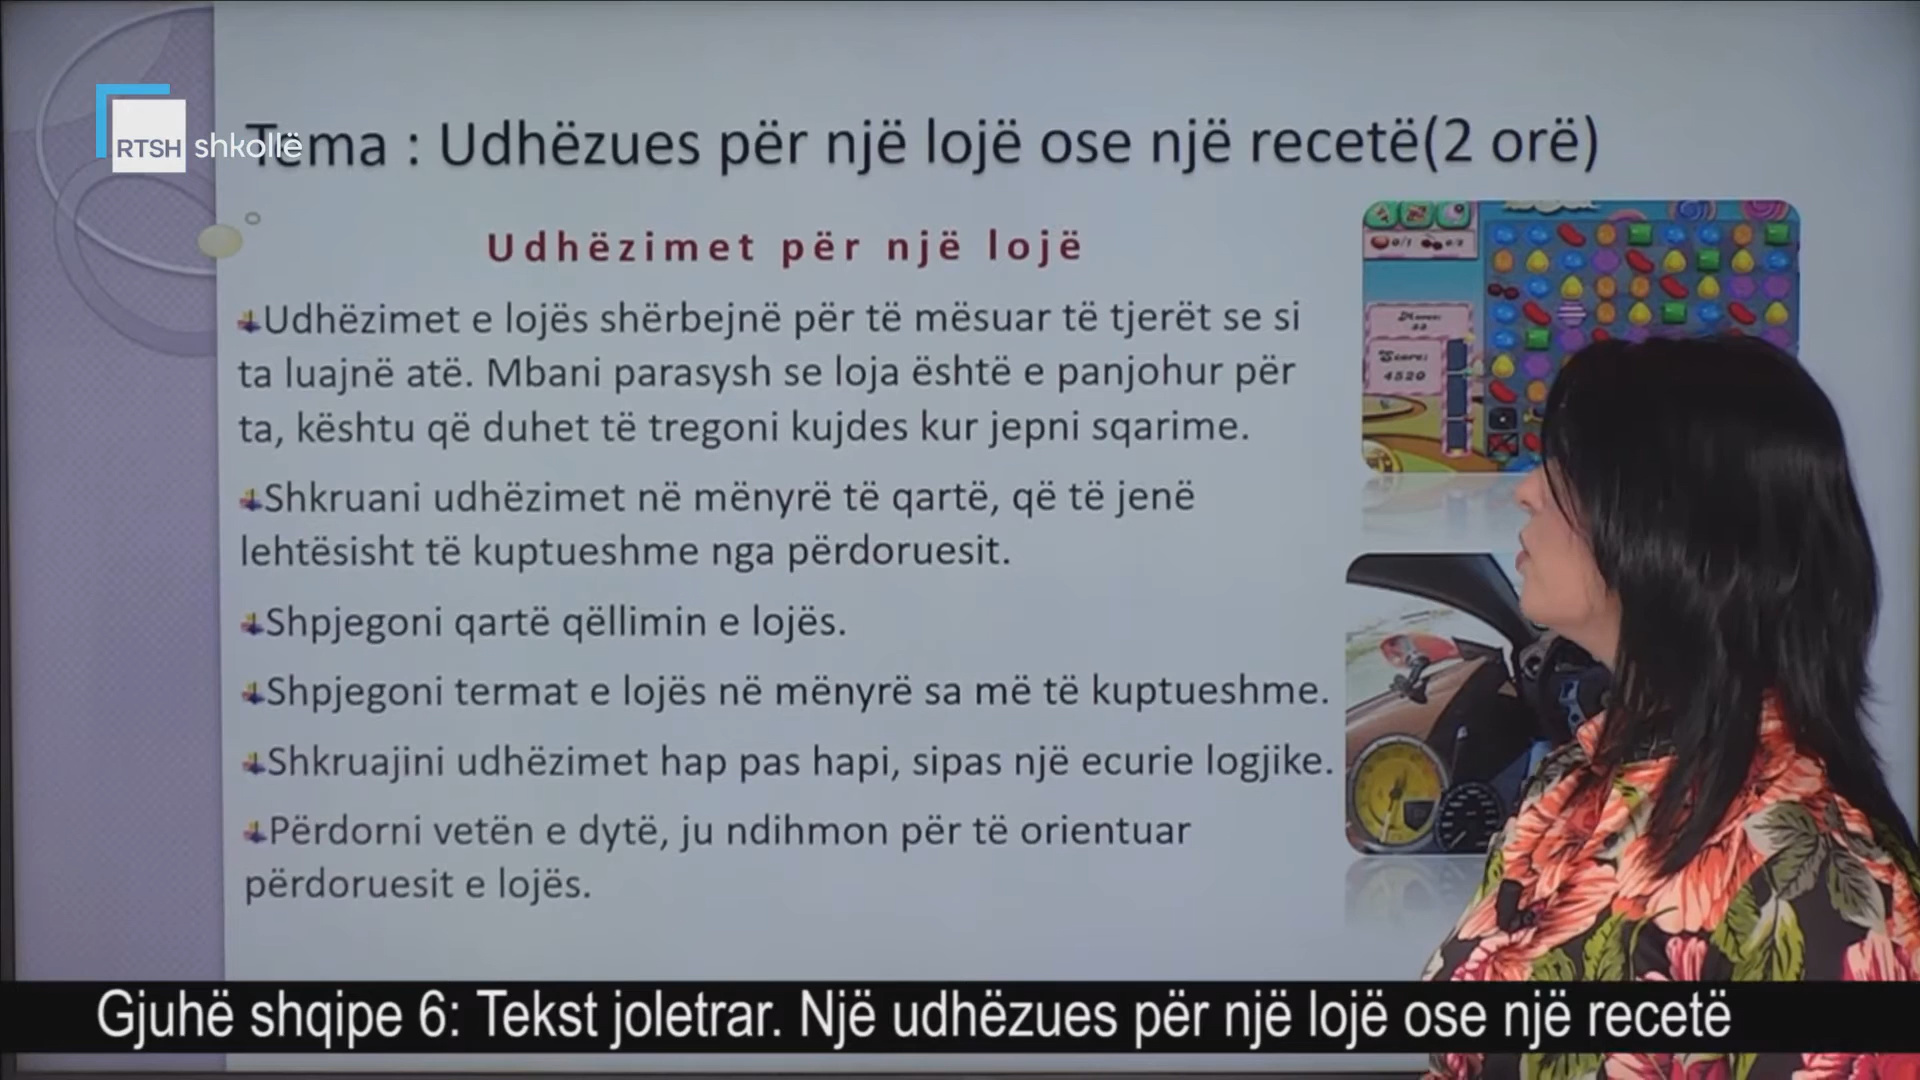 RTSH shkollë
Tema : Udhëzues për një lojë ose një recetë(2 orë)
Udhëzimet për një lojë
Udhëzimet e lojës shërbejnë për të mësuar të tjerët se si
ta luajnë atë. Mbani parasysh se loja është e panjohur për
ta, kështu që duhet të tregoni kujdes kur jepni sqarime.
Shkruani udhëzimet në mënyrë të qartë, që të jenë
lehtësisht të kuptueshme nga përdoruesit.
Shpjegoni qartë qëllimin e lojës.
Shpjegoni termat e lojës në mënyrë sa më të kuptueshme.
Shkruajini udhëzimet hap pas hapi, sipas një ecurie logjike.
Përdorni vetën e dytë, ju ndihmon për të orientuar
përdoruesit e lojës.
Score:
4520
Gjuhë shqipe 6: Tekst joletrar. Një udhëzues për një lojë ose një recetë